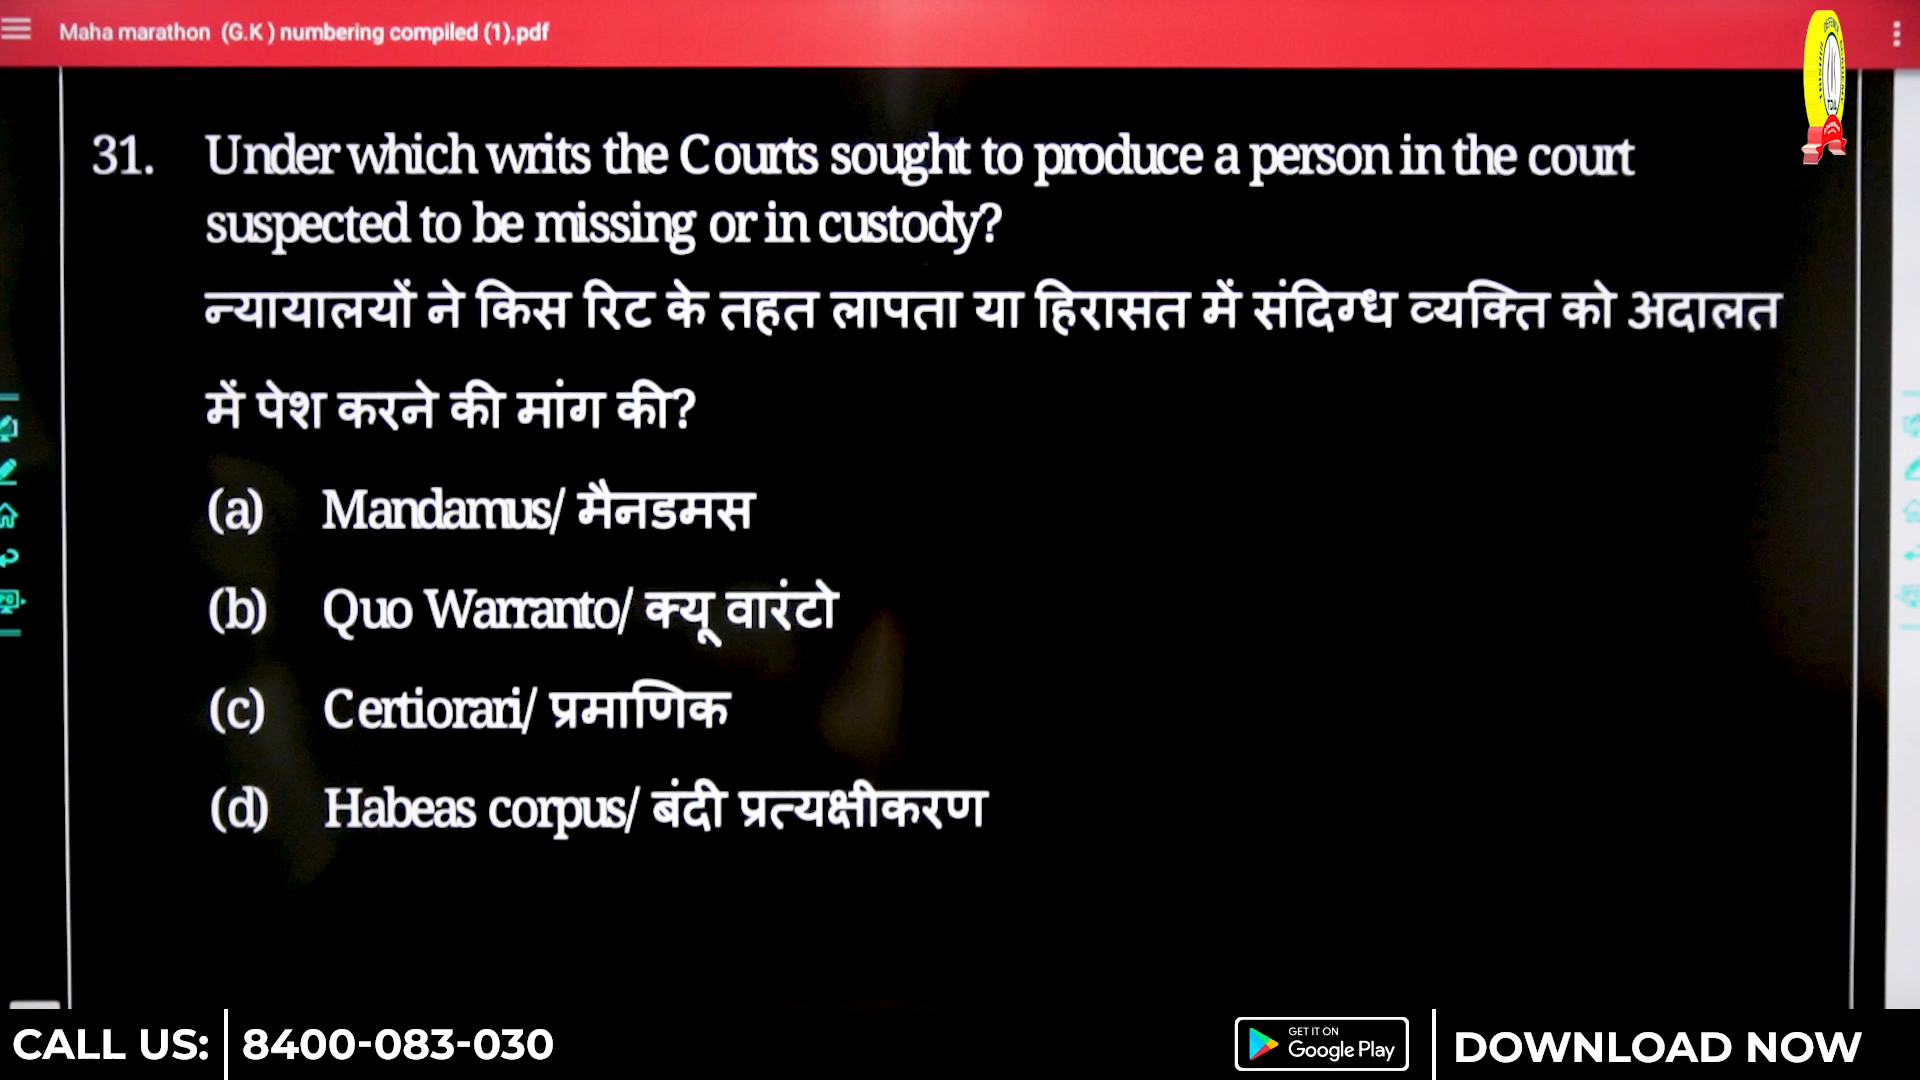 Maha marathon (G.K ) numbering compiled (1).pdf
31. Under which writs the Courts sought to produce a person in the court
suspected to be missing or in custody?
न्यायालयों ने किस रिट के तहत लापता या हिरासत में संदिग्ध व्यक्ति को अदालत
में पेश करने की मांग की?
(a) Mandamus/ मैनडमस
(b) Quo Warranto/ क्यू वारंटो
(c) Certiorari/ प्रमाणिक
(d) Habeas corpus/ बंदी प्रत्यक्षीकरण
CALL US: 8400-083-030
GET IT ON
Google Play
DOWNLOAD NOW